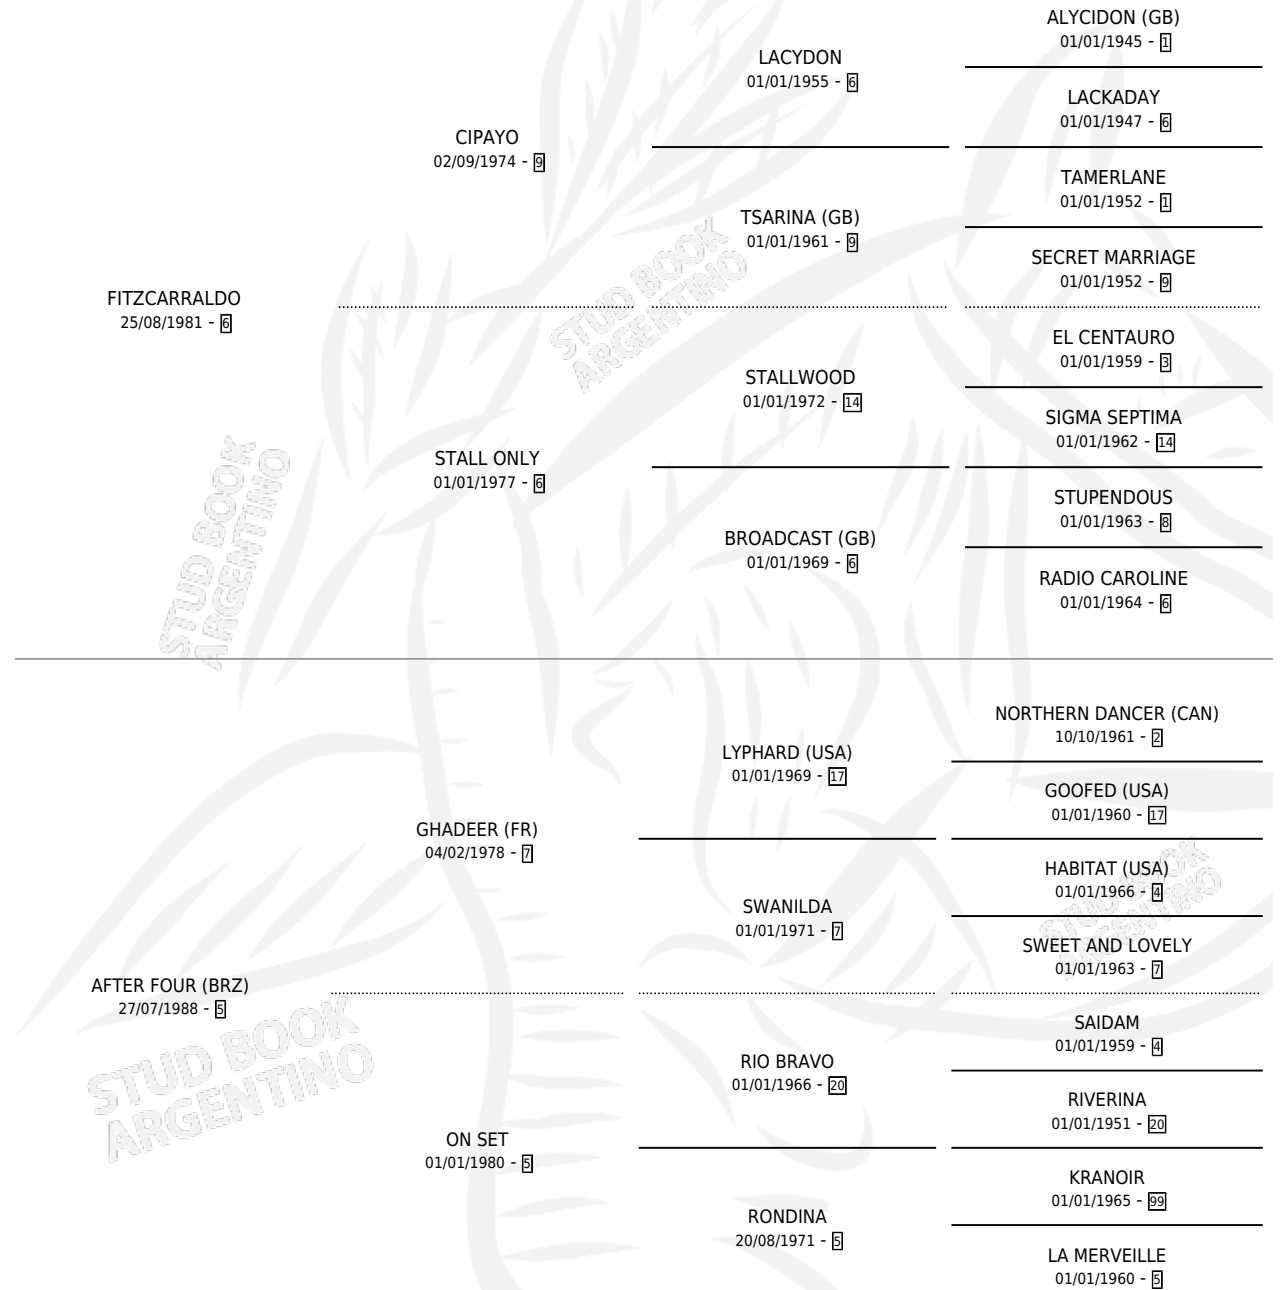 ALYCIDON (GB)
01/01/1945 - 1
LACYDON
01/01/1955 - 6
LACKADAY
01/01/1947 - 6
CIPAYO
02/09/1974 - 9
TAMERLANE
01/01/1952 - 1
TSARINA (GB)
01/01/1961 - 9
SECRET MARRIAGE
01/01/1952 - 9
FITZCARRALDO
25/08/1981 - 6
EL CENTAURO
01/01/1959 - 3
STALLWOOD
01/01/1972 - 14
SIGMA SEPTIMA
01/01/1962 - 14
STALL ONLY
01/01/1977 - 6
STUPENDOUS
01/01/1963 - 8
BROADCAST (GB)
01/01/1969 - 6
RADIO CAROLINE
01/01/1964 - 6
STUD BOOK
ARGENTINO
STUD BOOK
ARGENTINO
NORTHERN DANCER (CAN)
10/10/1961 - 2
LYPHARD (USA)
01/01/1969 - 17
GOOFED (USA)
01/01/1960 - 17
GHADEER (FR)
04/02/1978 - 7
HABITAT (USA)
01/01/1966 - 4
SWANILDA
01/01/1971 - 7
SWEET AND LOVELY
01/01/1963 - 7
AFTER FOUR (BRZ)
27/07/1988 - 5
SAIDAM
01/01/1959 - 4
RIO BRAVO
01/01/1966 - 20
RIVERINA
01/01/1951 - 20
ON SET
01/01/1980 - 5
KRANOIR
01/01/1965 - 99
RONDINA
20/08/1971 - 5
LA MERVEILLE
01/01/1960 - 5
STUD BOOK
ARGENTINO
STUD BOOK
ARGENTINO